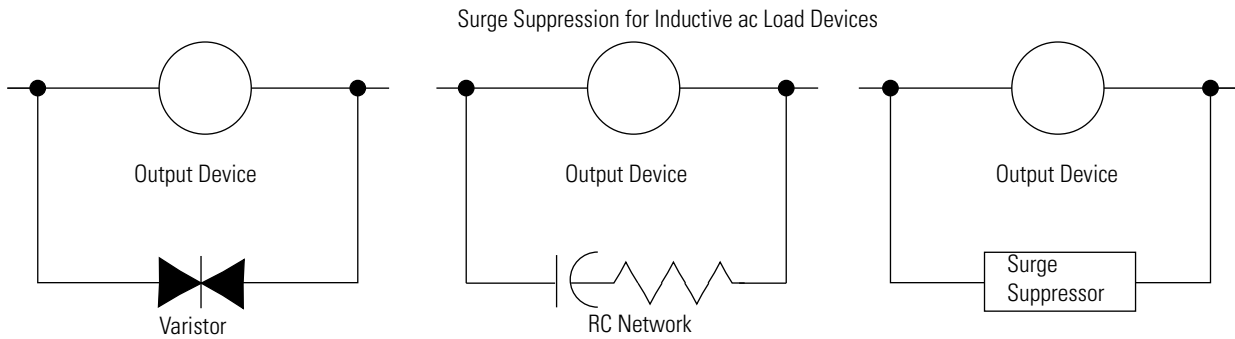 Surge Suppression for Inductive ac Load Devices
Output Device
Output Device
Output Device
Varistor
RC Network
Surge
Suppressor